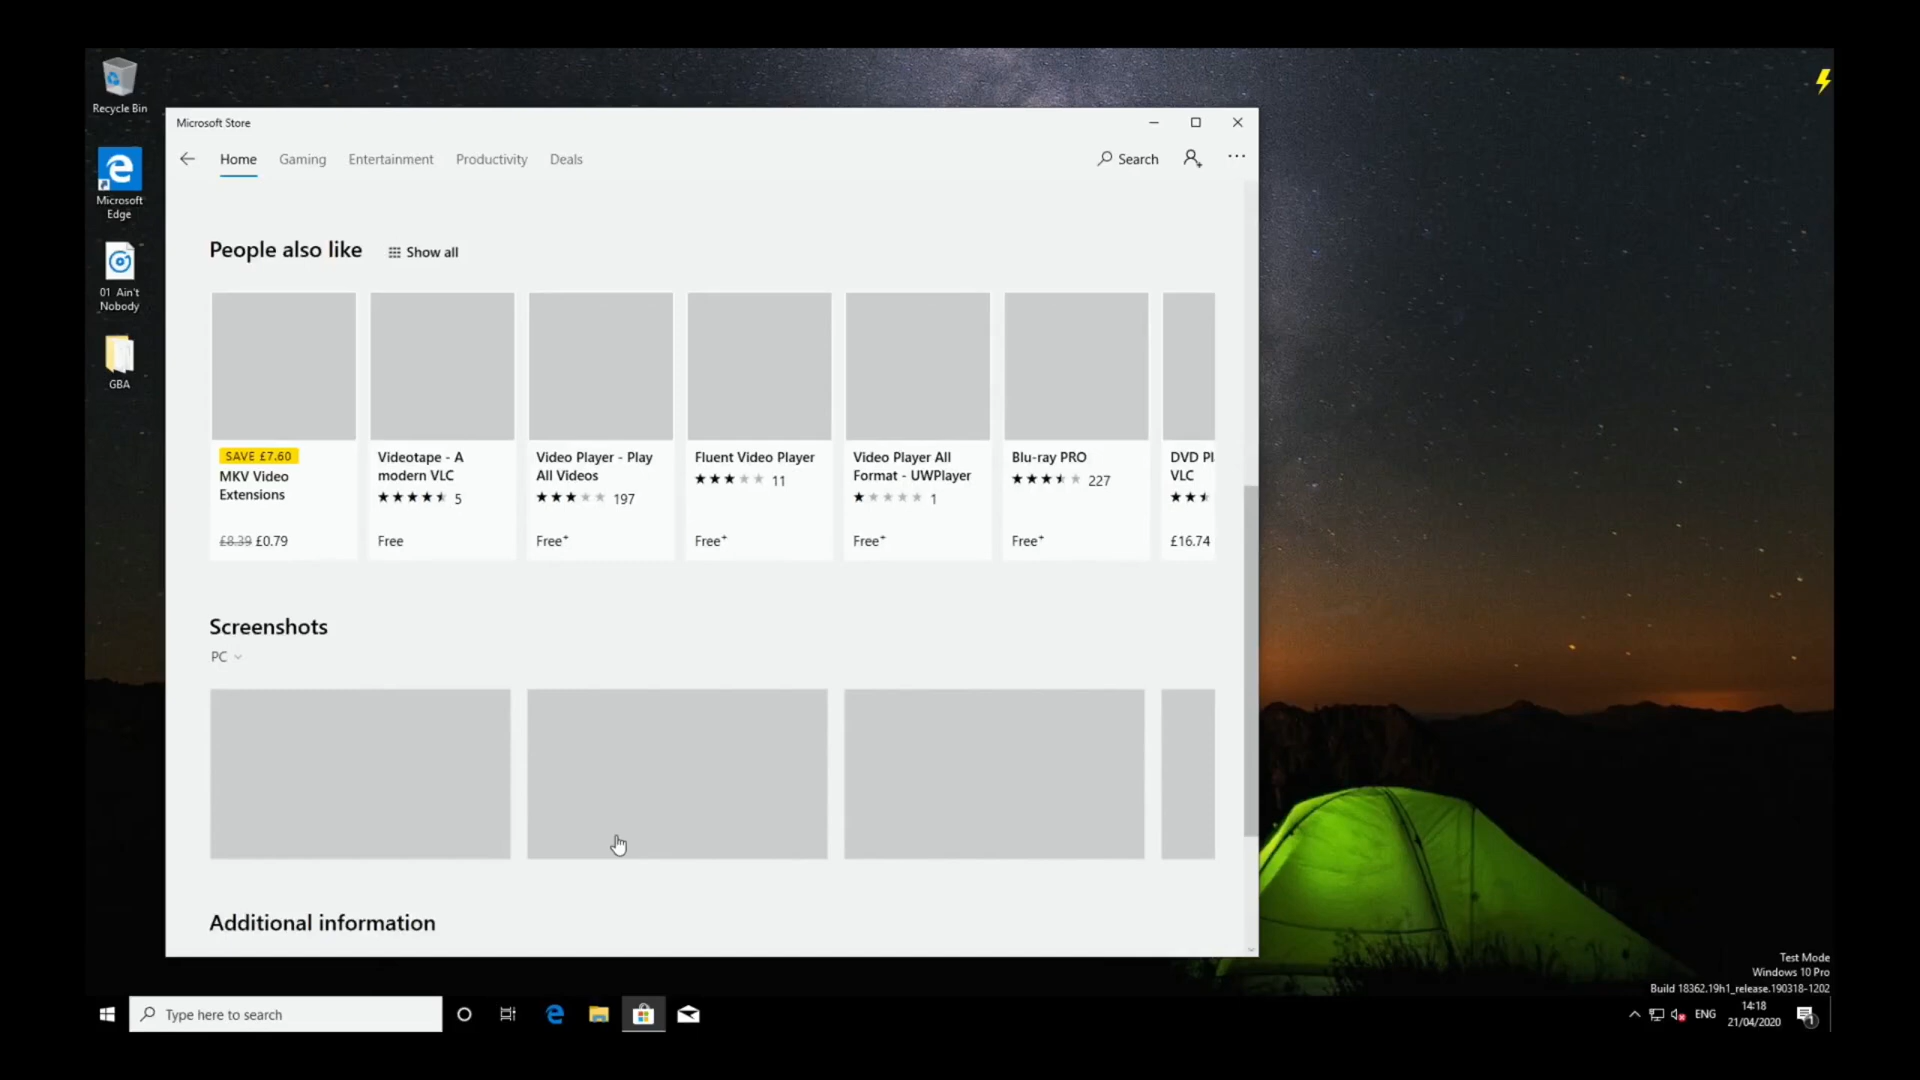 Recycle Bin
Microsoft
Edge
01 Ain't
Nobody
GBA
Microsoft Store
Home
Gaming
Entertainment
Productivity
Deals
Search
People also like
Show all
SAVE £7.60
MKV Video
Extensions
£8.39 £0.79
Videotape - A
modern VLC
5
Free
Video Player - Play
All Videos
197
Free+
Fluent Video Player
11
Free+
Video Player All
Format - UWPlayer
1
Free+
Blu-ray PRO
227
Free+
DVD Pl
VLC
£16.74
Screenshots
PC
Additional information
Test Mode
Windows 10 Pro
Build 18362.19h1_release.190318-1202
Type here to search
ENG
14:18
21/04/2020
1